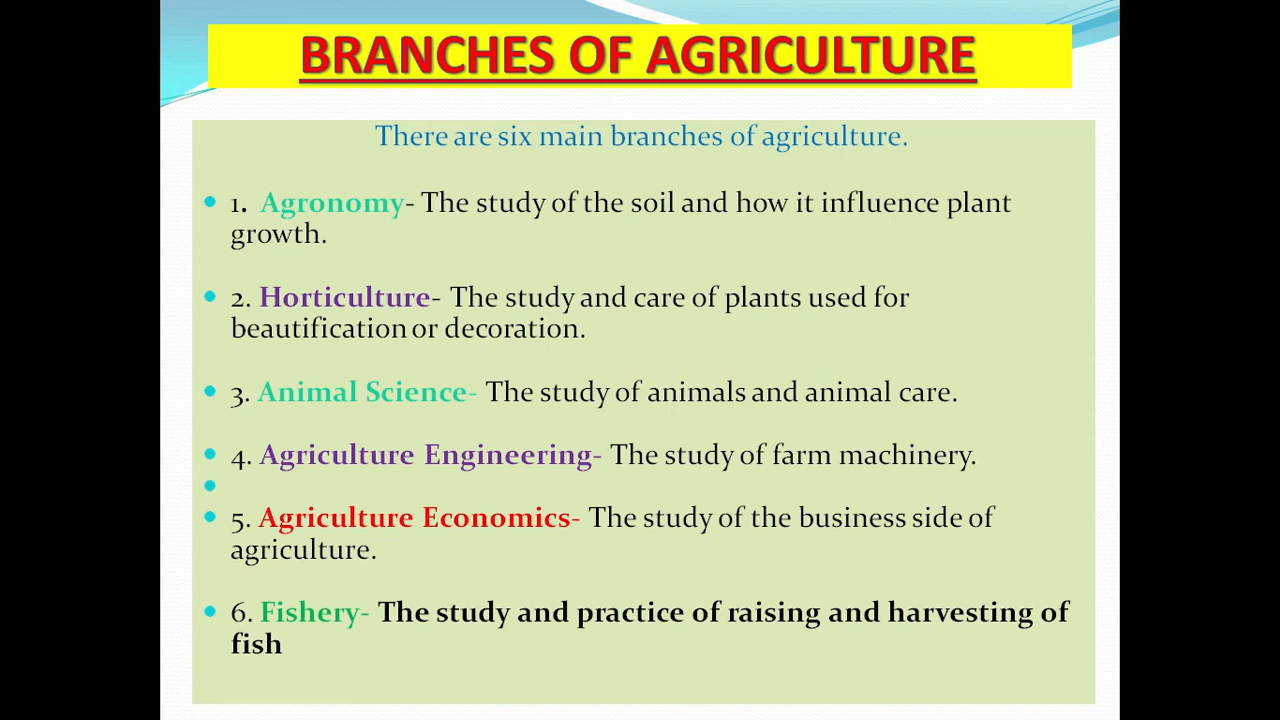 BRANCHES OF AGRICULTURE
There are six main branches of agriculture.
1. Agronomy- The study of the soil and how it influence plant
growth.
2. Horticulture- The study and care of plants used for
beautification or decoration.
3. Animal Science- The study of animals and animal care.
4. Agriculture Engineering- The study of farm machinery.
5. Agriculture Economics- The study of the business side of
agriculture.
6. Fishery- The study and practice of raising and harvesting of
fish